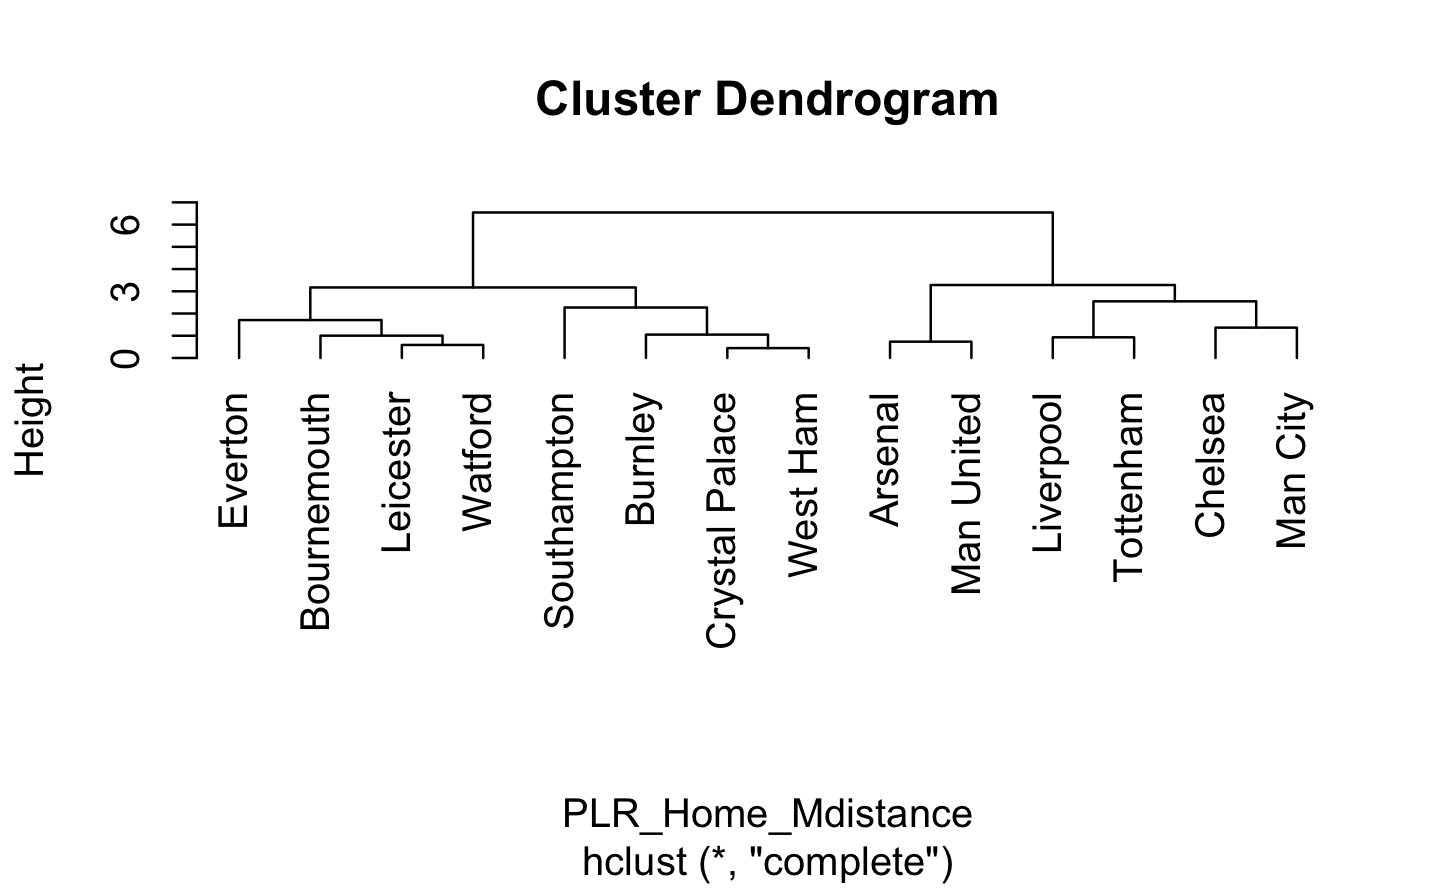 Cluster Dendrogram
Height
6
3
0
Everton
Bournemouth
Leicester
Watford
Southampton
Burnley
Crystal Palace
West Ham
Arsenal
Man United
Liverpool
Tottenham
Chelsea
Man City
PLR_Home_Mdistance
hclust (*, "complete")